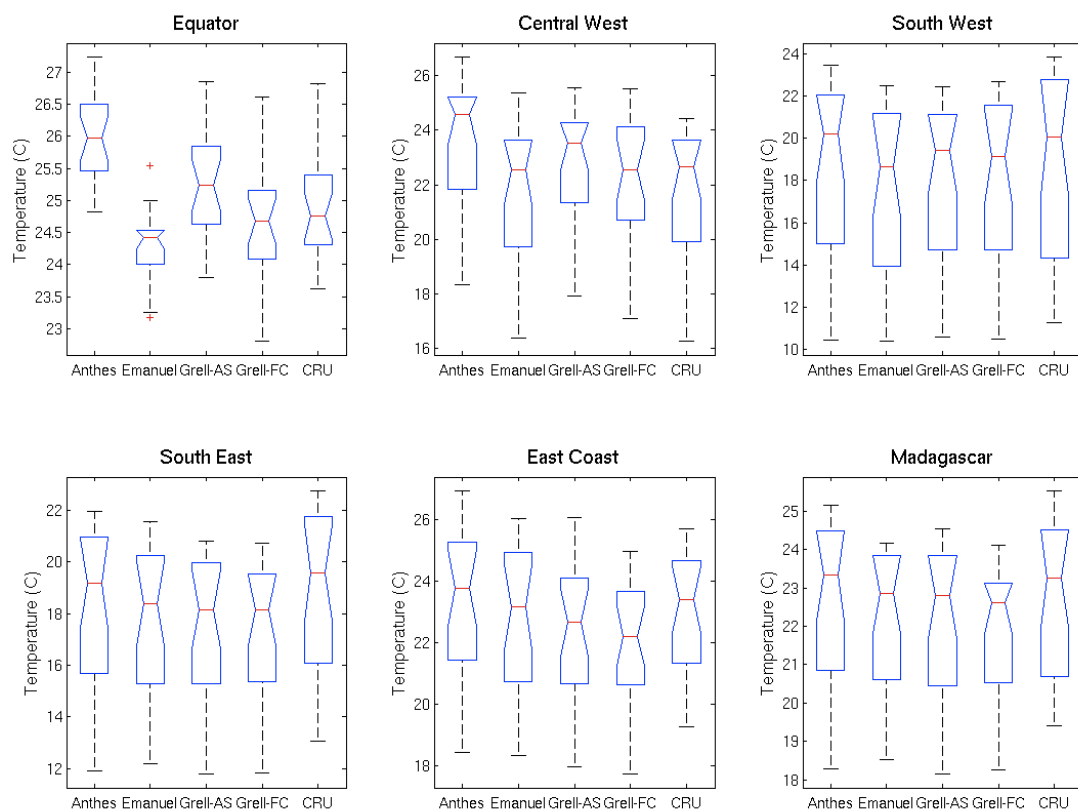 Equator
Temperature (C)
27
26.5
26
25.5
25
24.5
24
23.5
23
Anthes Emanuel Grell-AS Grell-FC CRU
Central West
Temperature (C)
26
24
22
20
18
16
Anthes Emanuel Grell-AS Grell-FC CRU
South West
Temperature (C)
24
22
20
18
16
14
12
10
Anthes Emanuel Grell-AS Grell-FC CRU
South East
Temperature (C)
22
20
18
16
14
12
Anthes Emanuel Grell-AS Grell-FC CRU
East Coast
Temperature (C)
26
24
22
20
18
Anthes Emanuel Grell-AS Grell-FC CRU
Madagascar
Temperature (C)
25
24
23
22
21
20
19
18
Anthes Emanuel Grell-AS Grell-FC CRU